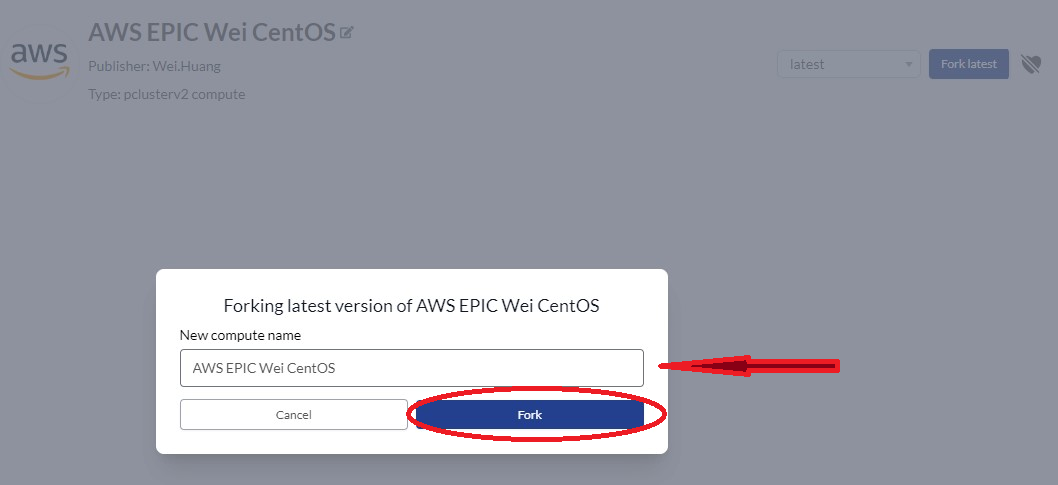 aws
AWS EPIC Wei CentOS
Publisher: Wei.Huang
Type: pclusterv2 compute
latest
Fork latest
Forking latest version of AWS EPIC Wei CentOS
New compute name
AWS EPIC Wei CentOS
Cancel
Fork